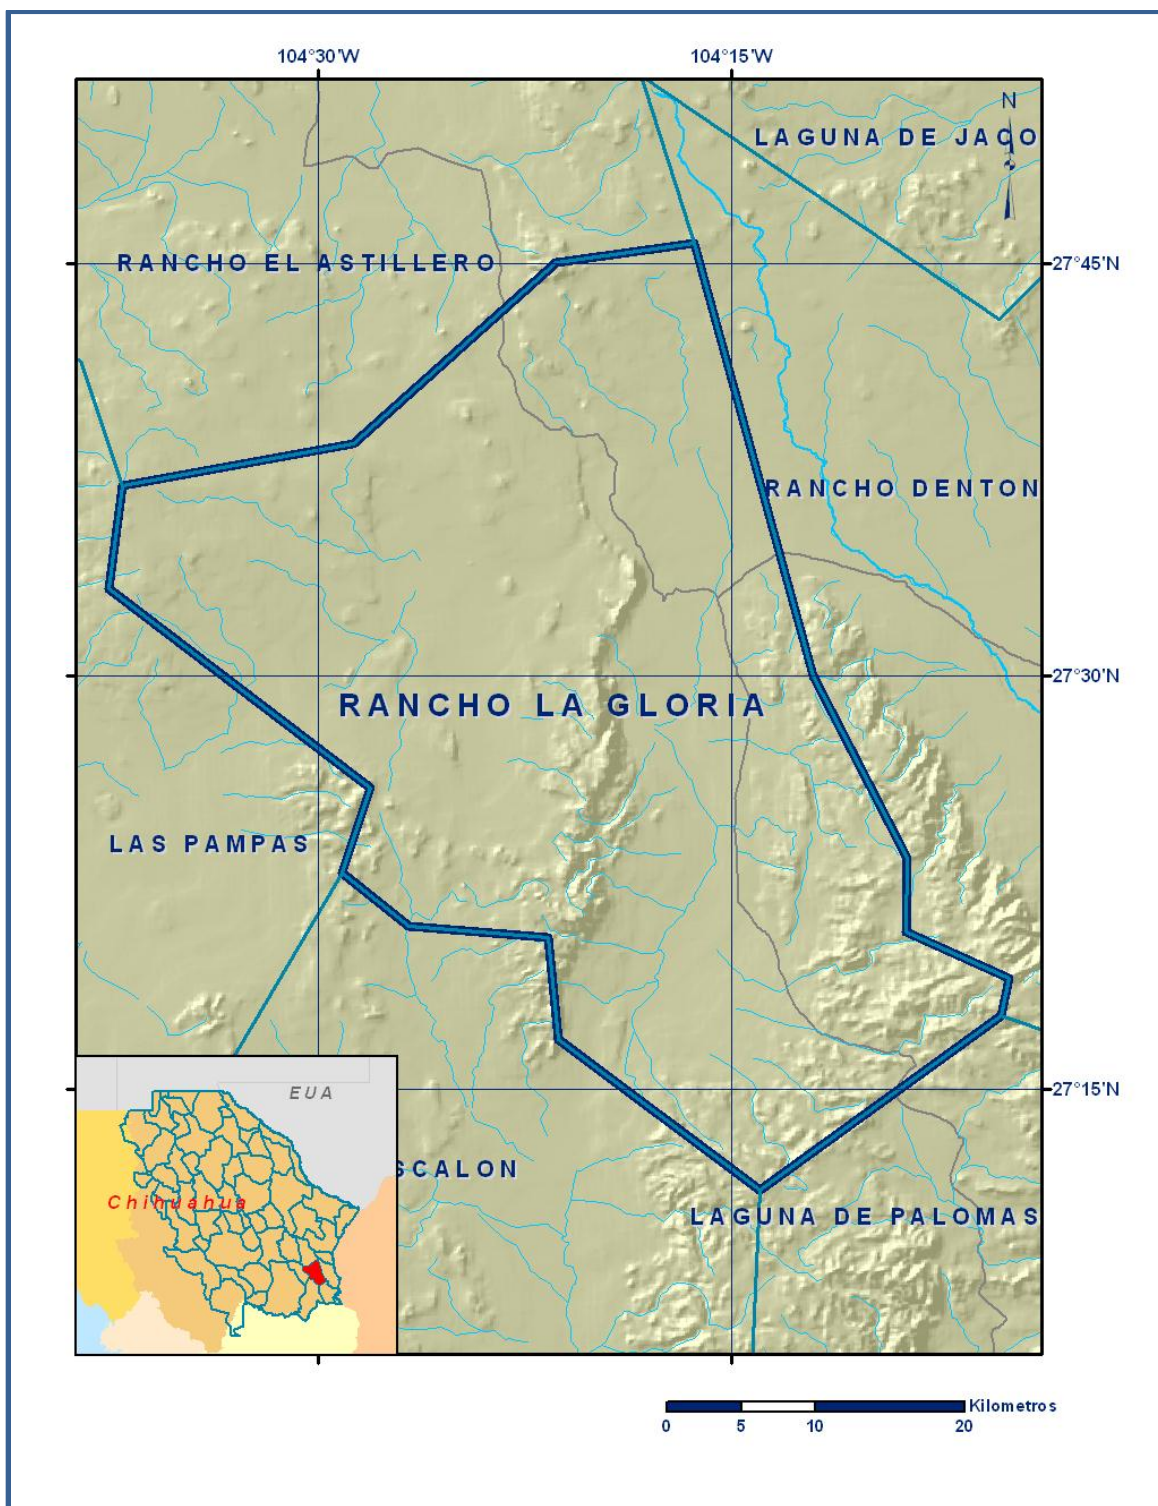 104°30'W 104°15'W
N
LAGUNA DE JACO
RANCHO EL ASTILLERO
27°45'N
RANCHO DENTON
27°30'N
RANCHO LA GLORIA
LAS PAMPAS
27°15'N
EUA
SCALON
Chihuahua
LAGUNA DE PALOMAS
Kilometros
0 5 10 20